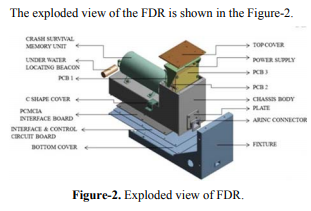 The exploded view of the FDR is shown in the Figure-2.
CRASH SURVIVAL
MEMORY UNIT
UNDER WATER
LOCATING BEACON
PCB 1
C SHAPE COVER
PCMCIA
INTERFACE BOARD
INTERFACE & CONTROL
CIRCUIT BOARD
BOTTOM COVER
TOP COVER
POWER SUPPLY
PCB 3
PCB 2
CHASSIS BODY
PLATE
ARINC CONNECTOR
FIXTURE
Figure-2. Exploded view of FDR.